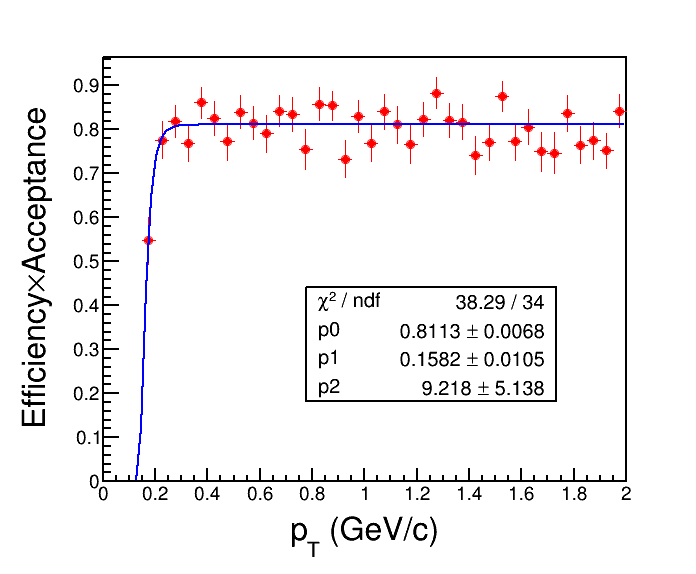 Efficiency×Acceptance
0.9
0.8
0.7
0.6
0.5
0.4
0.3
0.2
0.1
0
χ² / ndf 38.29 / 34
p0 0.8113 ± 0.0068
p1 0.1582 ± 0.0105
p2 9.218 ± 5.138
0 0.2 0.4 0.6 0.8 1 1.2 1.4 1.6 1.8 2
p_T (GeV/c)